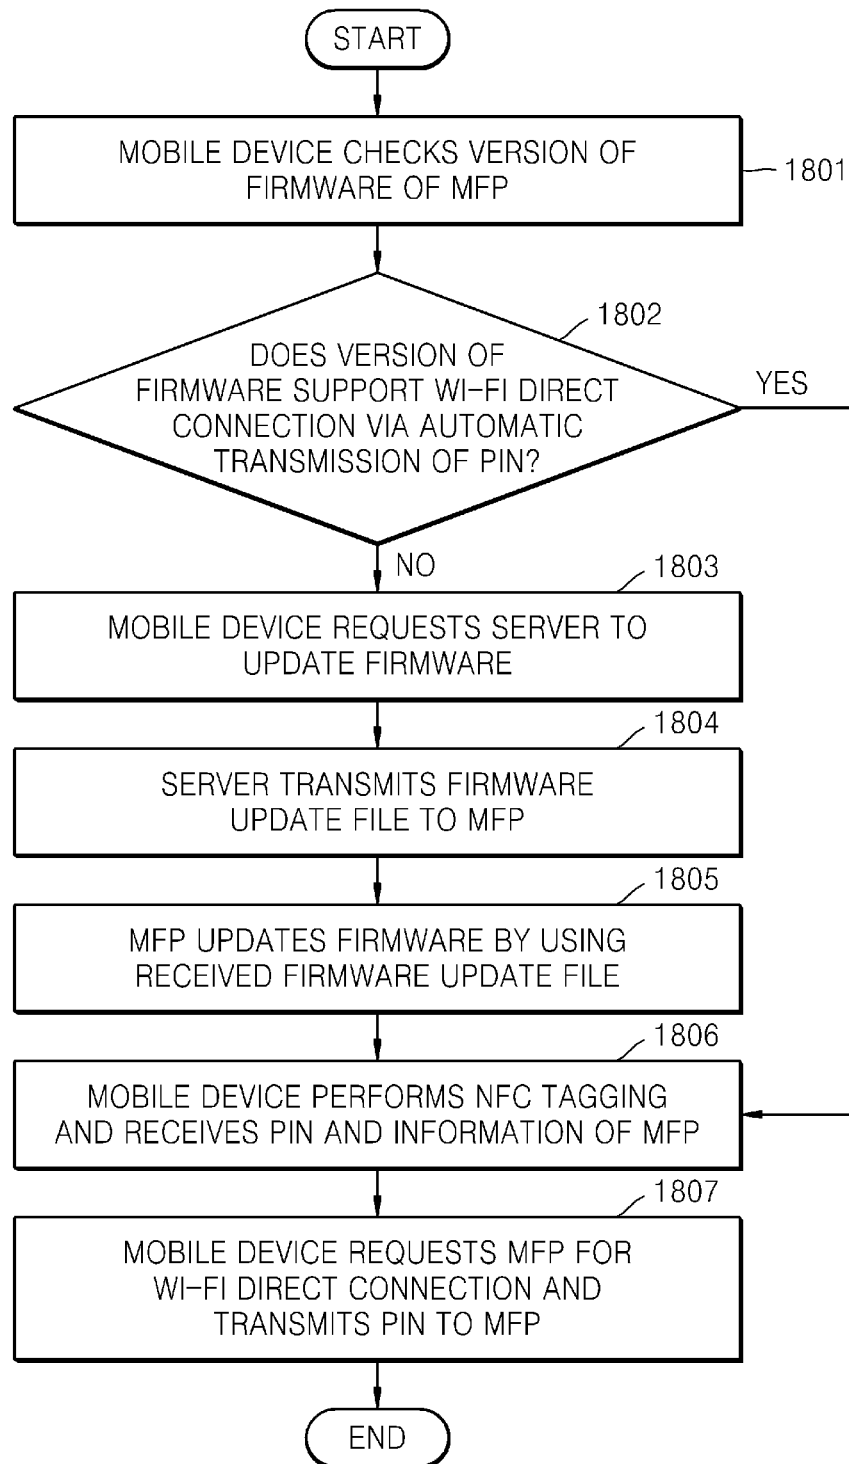 START
MOBILE DEVICE CHECKS VERSION OF
FIRMWARE OF MFP
1801
1802
DOES VERSION OF
FIRMWARE SUPPORT WI-FI DIRECT
CONNECTION VIA AUTOMATIC
TRANSMISSION OF PIN?
YES
NO
1803
MOBILE DEVICE REQUESTS SERVER TO
UPDATE FIRMWARE
1804
SERVER TRANSMITS FIRMWARE
UPDATE FILE TO MFP
1805
MFP UPDATES FIRMWARE BY USING
RECEIVED FIRMWARE UPDATE FILE
1806
MOBILE DEVICE PERFORMS NFC TAGGING
AND RECEIVES PIN AND INFORMATION OF MFP
1807
MOBILE DEVICE REQUESTS MFP FOR
WI-FI DIRECT CONNECTION AND
TRANSMITS PIN TO MFP
END